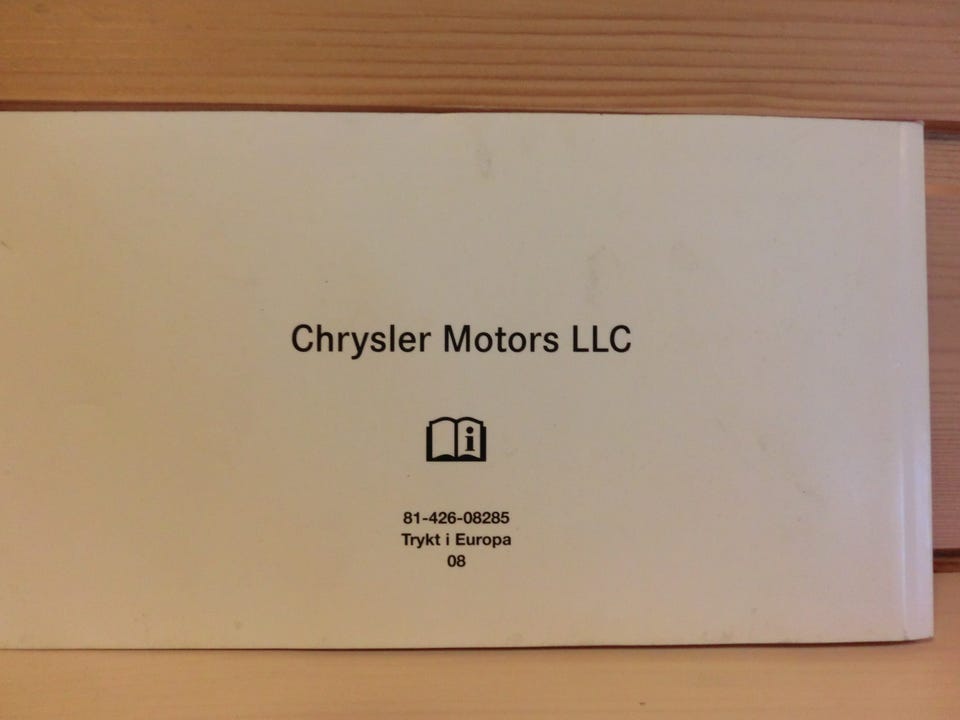 Chrysler Motors LLC
i
81-426-08285
Trykt i Europa
08